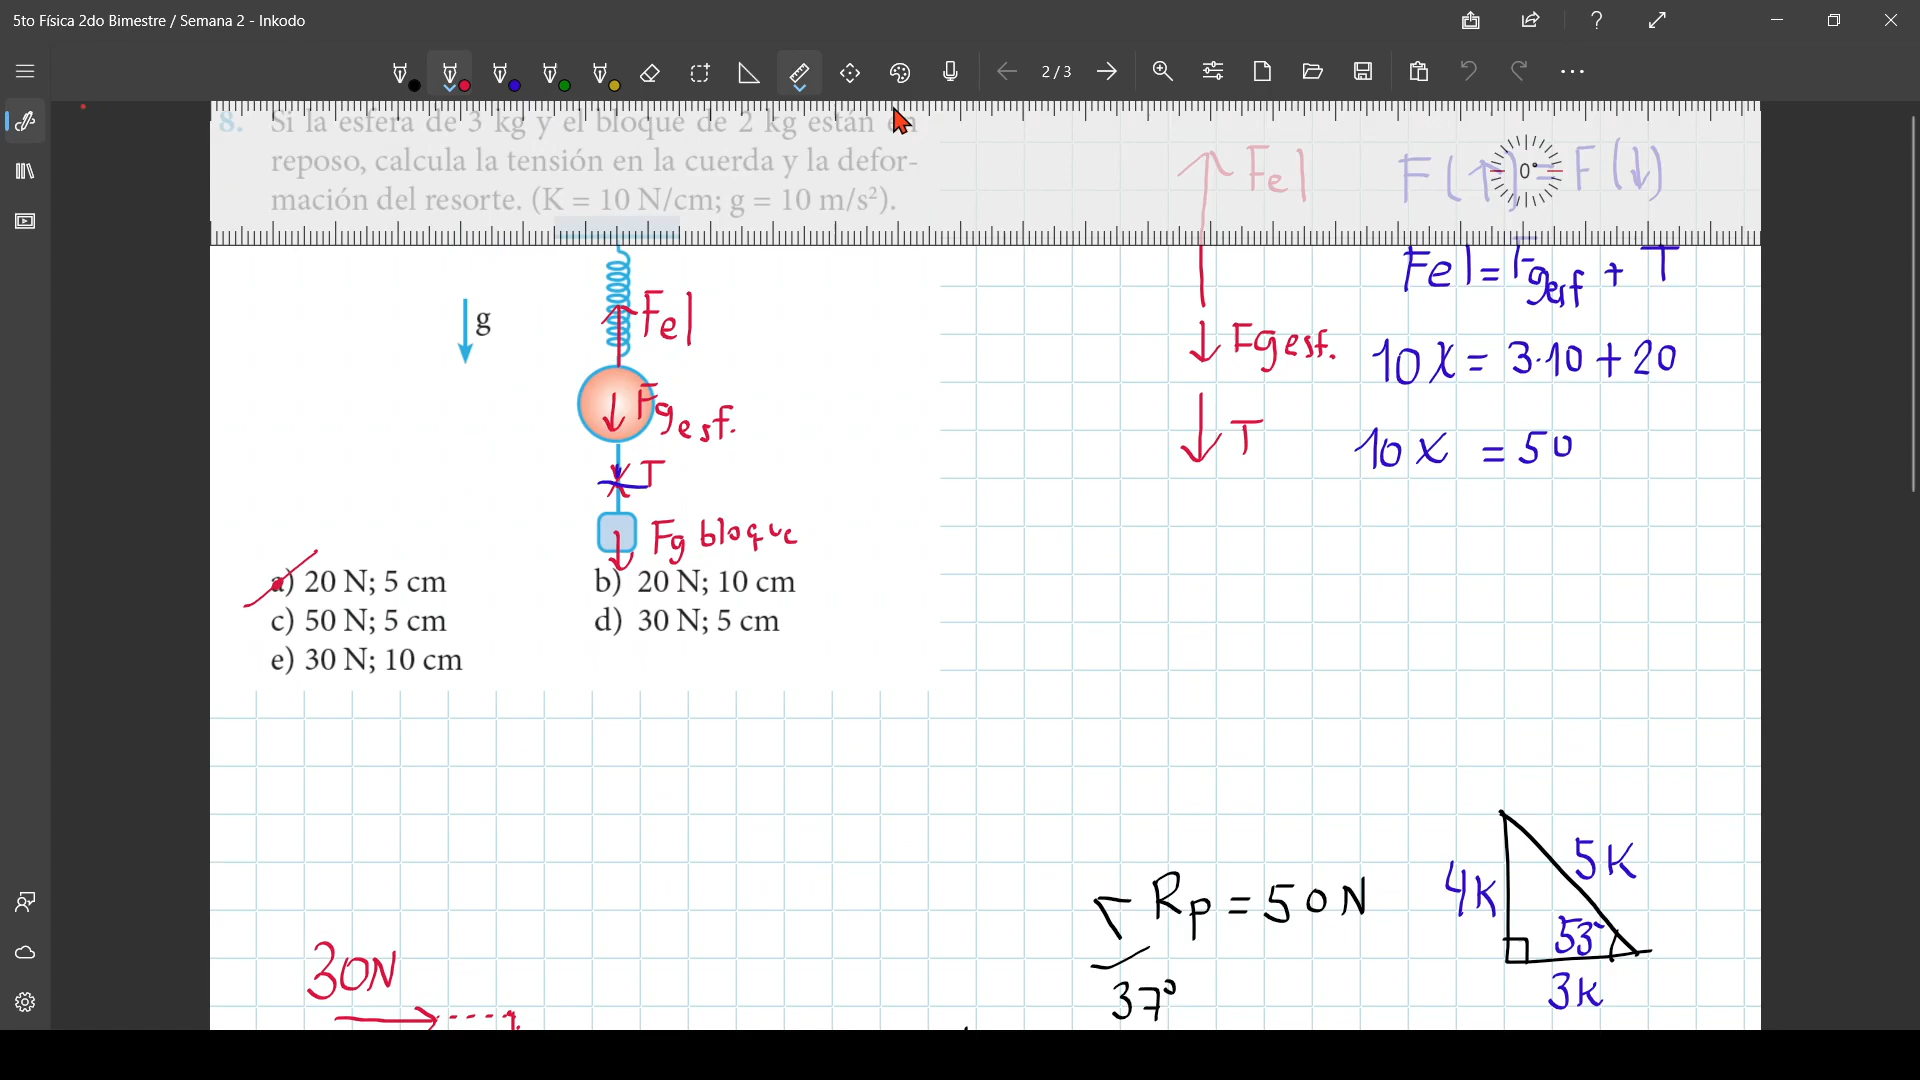 5to Física 2do Bimestre / Semana 2 - Inkodo
2/3
8. Si la esfera de 3 kg y el bloque de 2 kg están en
reposo, calcula la tensión en la cuerda y la defor-
mación del resorte. (K = 10 N/cm; g = 10 m/s²).
g
Fel
Fg esf.
T
Fg bloque
a) 20 N; 5 cm
b) 20 N; 10 cm
c) 50 N; 5 cm
d) 30 N; 5 cm
e) 30 N; 10 cm
Fel
Fg esf.
T
F(↑) = F(↓)
0°
Fel = Fg esf + T
10 x = 3·10 + 20
10 x = 50
30N
Rp = 50N
37°
4K
5K
53°
3K